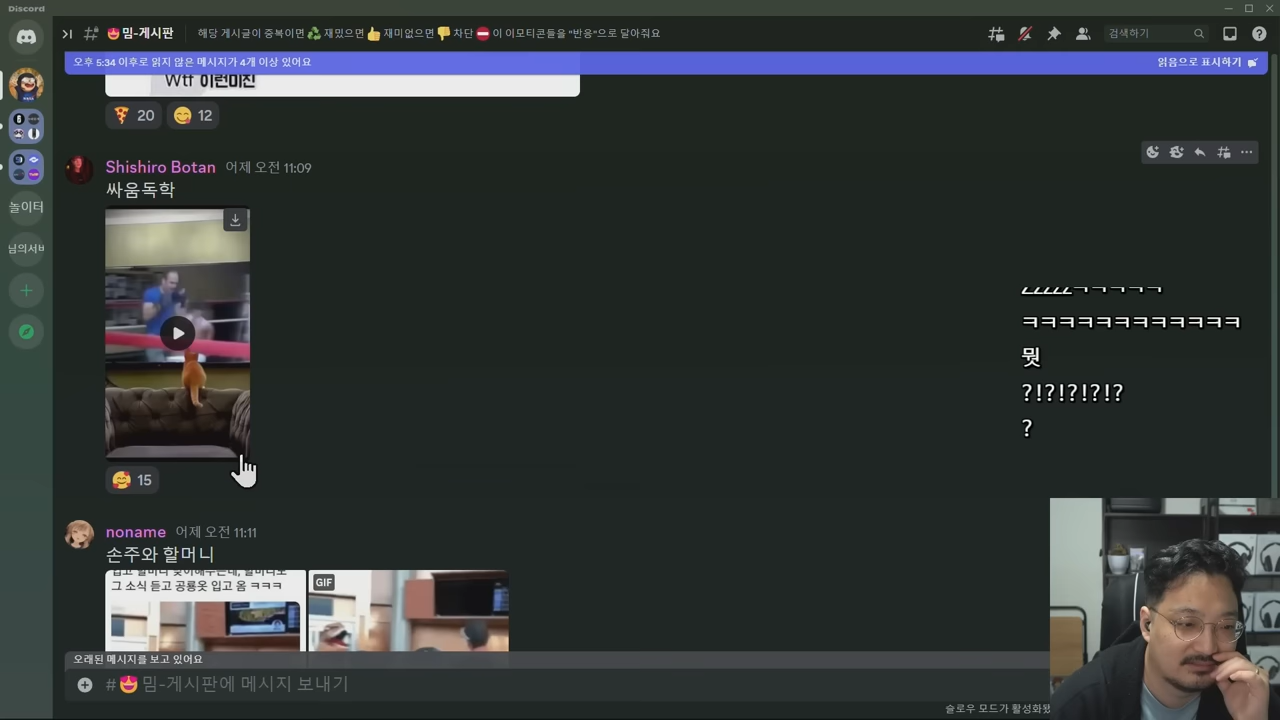 Discord
😍밈-게시판
해당 게시글이 중복이면 ♻️ 재밌으면 👍 재미없으면 👎 차단 ⛔ 이 이모티콘들을 "반응"으로 달아줘요
검색하기
오후 5:34 이후로 읽지 않은 메시지가 4개 이상 있어요
읽음으로 표시하기
Wtf 이런미친
🍕 20 😋 12
Shishiro Botan 어제 오전 11:09
싸움독학
놀이터
님의서버
ㅋㅋㅋㅋㅋㅋㅋㅋㅋㅋㅋㅋ
뭣
?!?!?!?!?
?
🥰 15
noname 어제 오전 11:11
손주와 할머니
그 소식 듣고 공룡옷 입고 옴 ㅋㅋㅋ
GIF
오래된 메시지를 보고 있어요
#😍밈-게시판에 메시지 보내기
슬로우 모드가 활성화됐